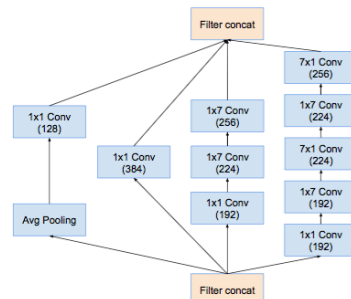 Filter concat
7x1 Conv
(256)
1x7 Conv
(224)
7x1 Conv
(224)
1x7 Conv
(192)
1x1 Conv
(192)
1x7 Conv
(256)
1x7 Conv
(224)
1x1 Conv
(192)
1x1 Conv
(384)
1x1 Conv
(128)
Avg Pooling
Filter concat